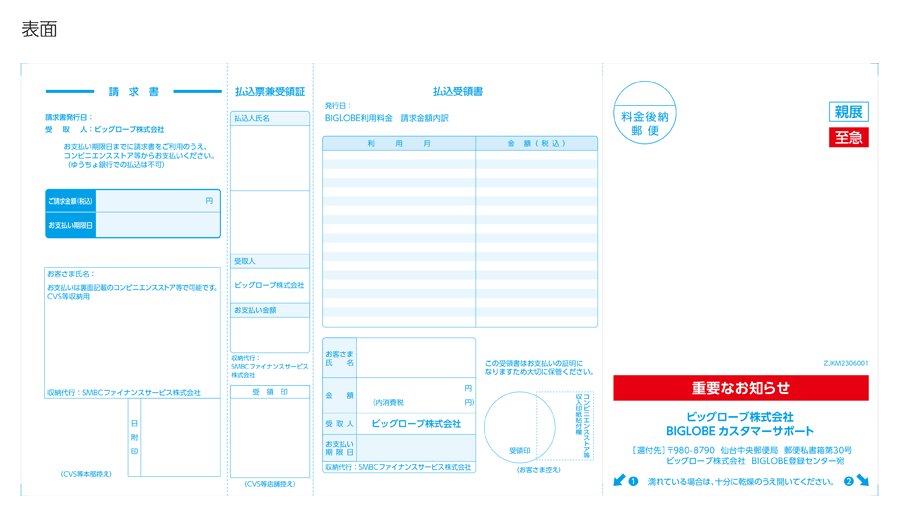 表面
請求書
請求書発行日：
受取人：ビッグローブ株式会社
お支払い期限日までに請求書をご利用のうえ、
コンビニエンスストア等からお支払いください。
（ゆうちょ銀行での払込は不可）
ご請求金額(税込)
円
お支払い期限日
お客さま氏名：
お支払いは裏面記載のコンビニエンスストア等で可能です。
CVS等収納用
収納代行：SMBCファイナンスサービス株式会社
日附印
(CVS等本部控え)
払込票兼受領証
払込人氏名
受取人
ビッグローブ株式会社
お支払い金額
収納代行：
SMBCファイナンスサービス
株式会社
受領印
(CVS等店舗控え)
払込受領書
発行日：
BIGLOBE利用料金　請求金額内訳
利用月
金額（税込）
お客さま
氏名
金額
円
（内消費税
円）
受取人
ビッグローブ株式会社
お支払い
期限日
収納代行：SMBCファイナンスサービス株式会社
この受領書はお支払いの証明に
なりますため大切に保管ください。
受領印
コンビニエンスストア等
収入印紙貼付欄
(お客さま控え)
料金後納
郵便
親展
至急
ZJKM2306001
重要なお知らせ
ビッグローブ株式会社
BIGLOBE カスタマーサポート
［還付先］〒980-8790　仙台中央郵便局　郵便私書箱第30号
ビッグローブ株式会社　BIGLOBE登録センター宛
1 濡れている場合は、十分に乾燥のうえ開いてください。 2